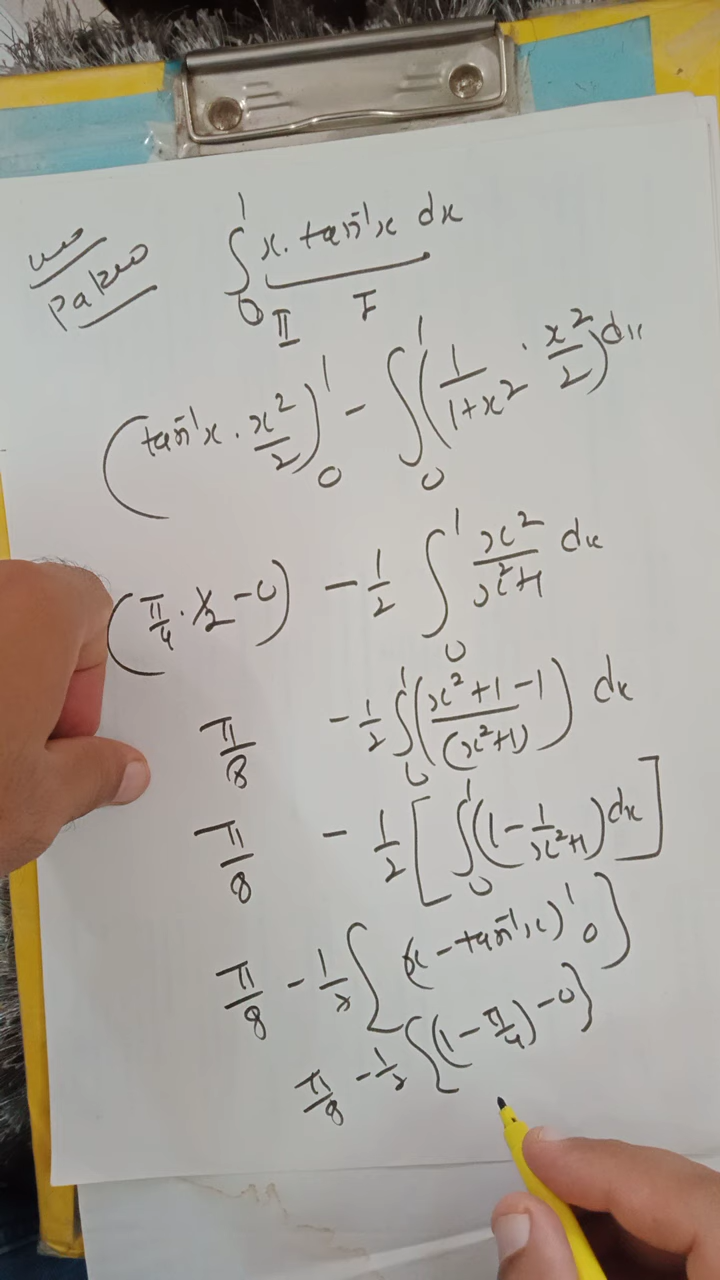 ∫₀¹ x. tan⁻¹x dx
II I
(tan⁻¹x . x²/2)₀¹ - ∫₀¹ (1/1+x² . x²/2) dx
(π/4 . 1/2 - 0) - 1/2 ∫₀¹ x²/x²+1 dx
π/8 - 1/2 ∫₀¹ (x²+1-1/(x²+1)) dx
π/8 - 1/2 [∫₀¹ (1 - 1/x²+1) dx]
π/8 - 1/2 {(x - tan⁻¹x)₀¹}
π/8 - 1/2 {(1 - π/4) - 0}